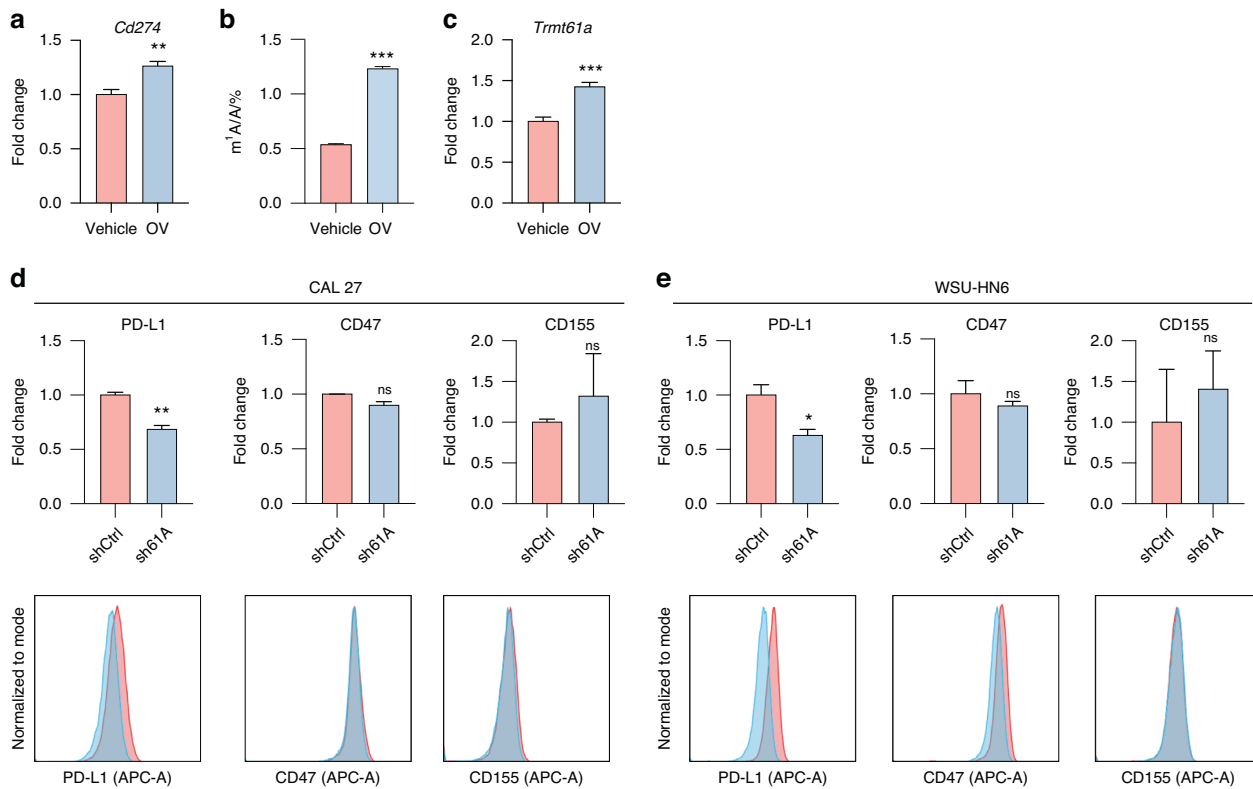 a
Cd274
1.5
**
1.0
0.5
0.0
Fold change
Vehicle OV
b
1.5
***
1.0
0.5
0.0
m¹A/A/%
Vehicle OV
c
Trmt61a
2.0
***
1.5
1.0
0.5
0.0
Fold change
Vehicle OV
d
CAL 27
PD-L1
1.5
1.0
**
0.5
0.0
Fold change
shCtrl
sh61A
CD47
1.5
ns
1.0
0.5
0.0
Fold change
shCtrl
sh61A
CD155
ns
2.0
1.5
1.0
0.5
0.0
Fold change
shCtrl
sh61A
Normalized to mode
PD-L1 (APC-A)
CD47 (APC-A)
CD155 (APC-A)
e
WSU-HN6
PD-L1
1.5
1.0
*
0.5
0.0
Fold change
shCtrl
sh61A
CD47
1.5
1.0
ns
0.5
0.0
Fold change
shCtrl
sh61A
CD155
ns
2.0
1.5
1.0
0.5
0.0
Fold change
shCtrl
sh61A
Normalized to mode
PD-L1 (APC-A)
CD47 (APC-A)
CD155 (APC-A)